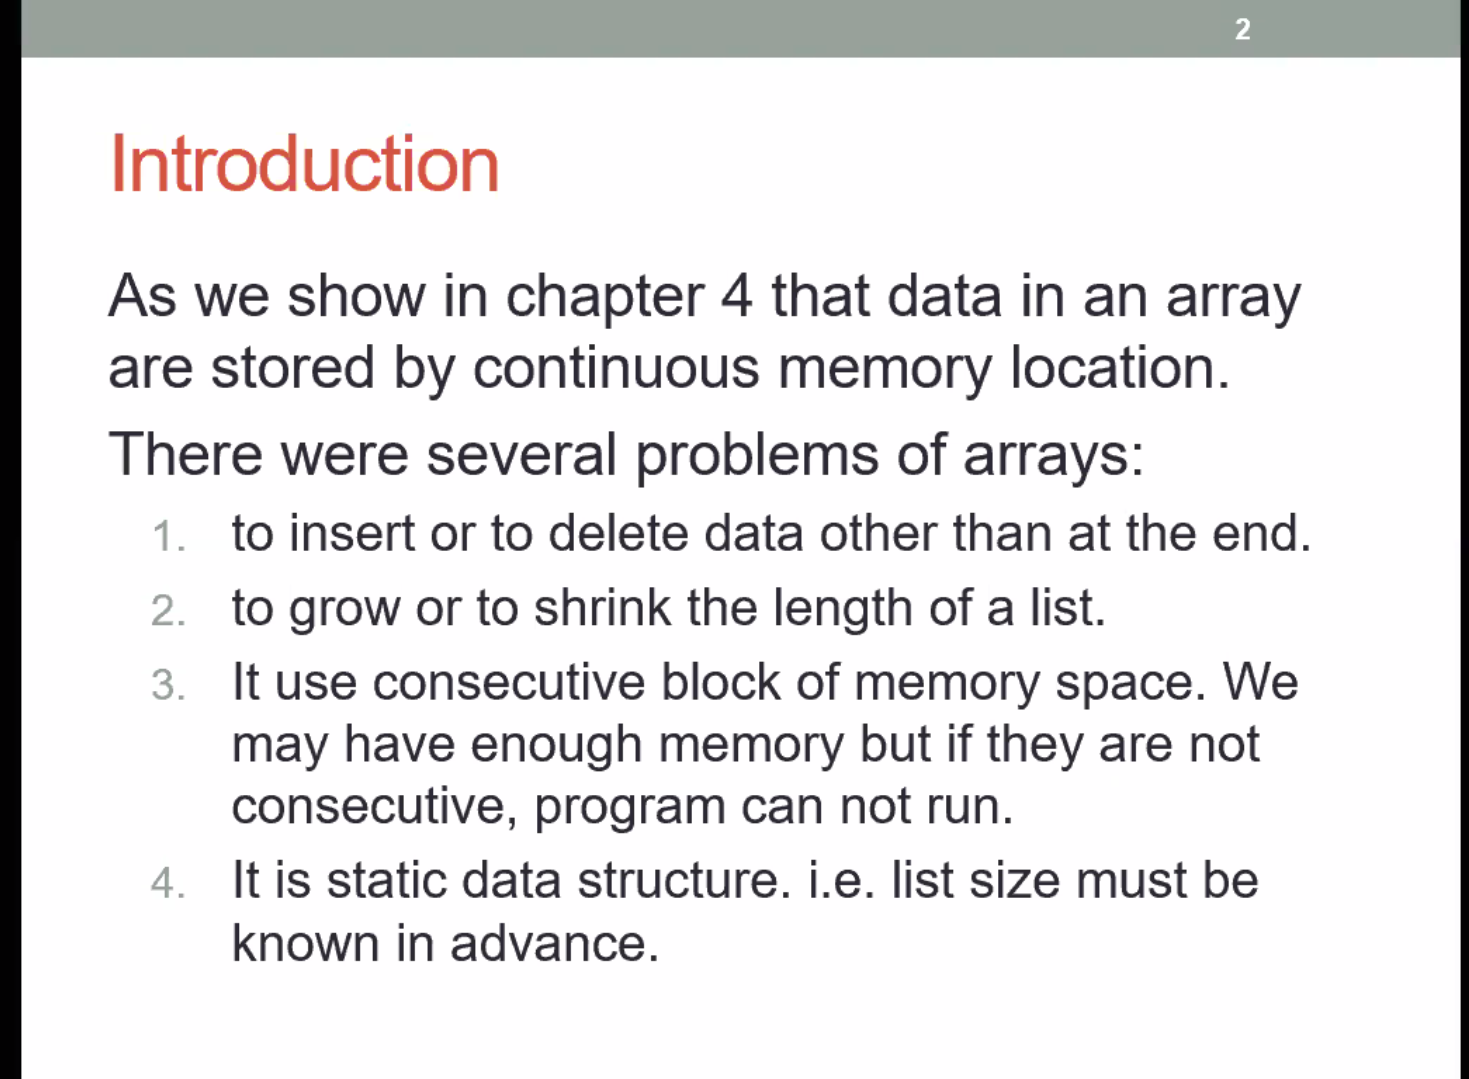 2
Introduction
As we show in chapter 4 that data in an array
are stored by continuous memory location.
There were several problems of arrays:
1. to insert or to delete data other than at the end.
2. to grow or to shrink the length of a list.
3. It use consecutive block of memory space. We
may have enough memory but if they are not
consecutive, program can not run.
4. It is static data structure. i.e. list size must be
known in advance.